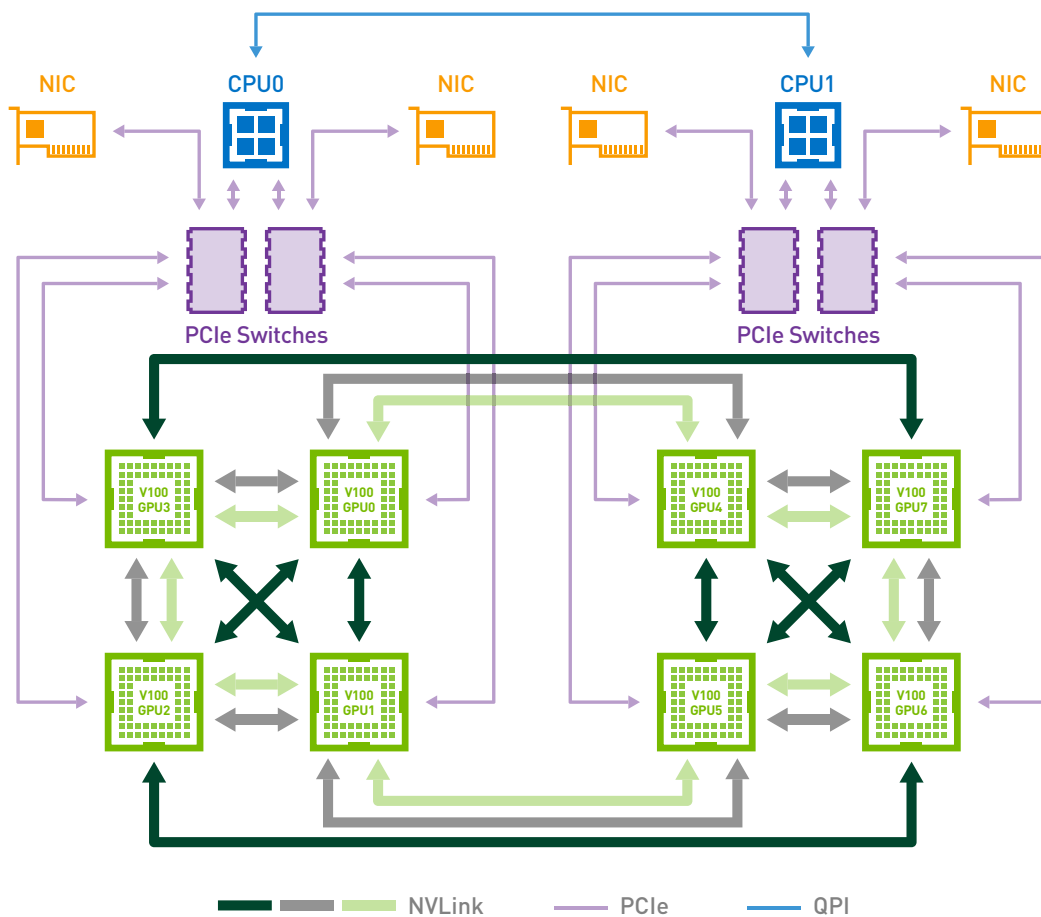 NIC
CPU0
NIC
NIC
CPU1
NIC
PCIe Switches
PCIe Switches
V100
GPU3
V100
GPU0
V100
GPU4
V100
GPU7
V100
GPU2
V100
GPU1
V100
GPU5
V100
GPU6
NVLink
PCIe
QPI